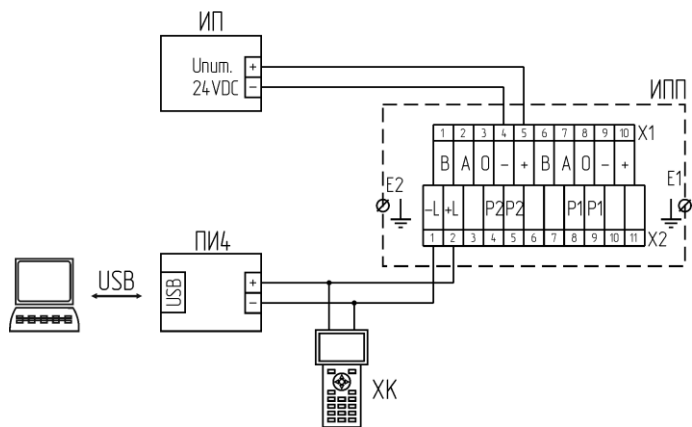 ИП
Uпит. +
24VDC −
ИПП
1 2 3 4 5 6 7 8 9 10 X1
B A 0 − + B A 0 − +
E2 E1
−L +L P2 P2 P1 P1
1 2 3 4 5 6 7 8 9 10 11 X2
ПИ4
USB USB + −
ХК